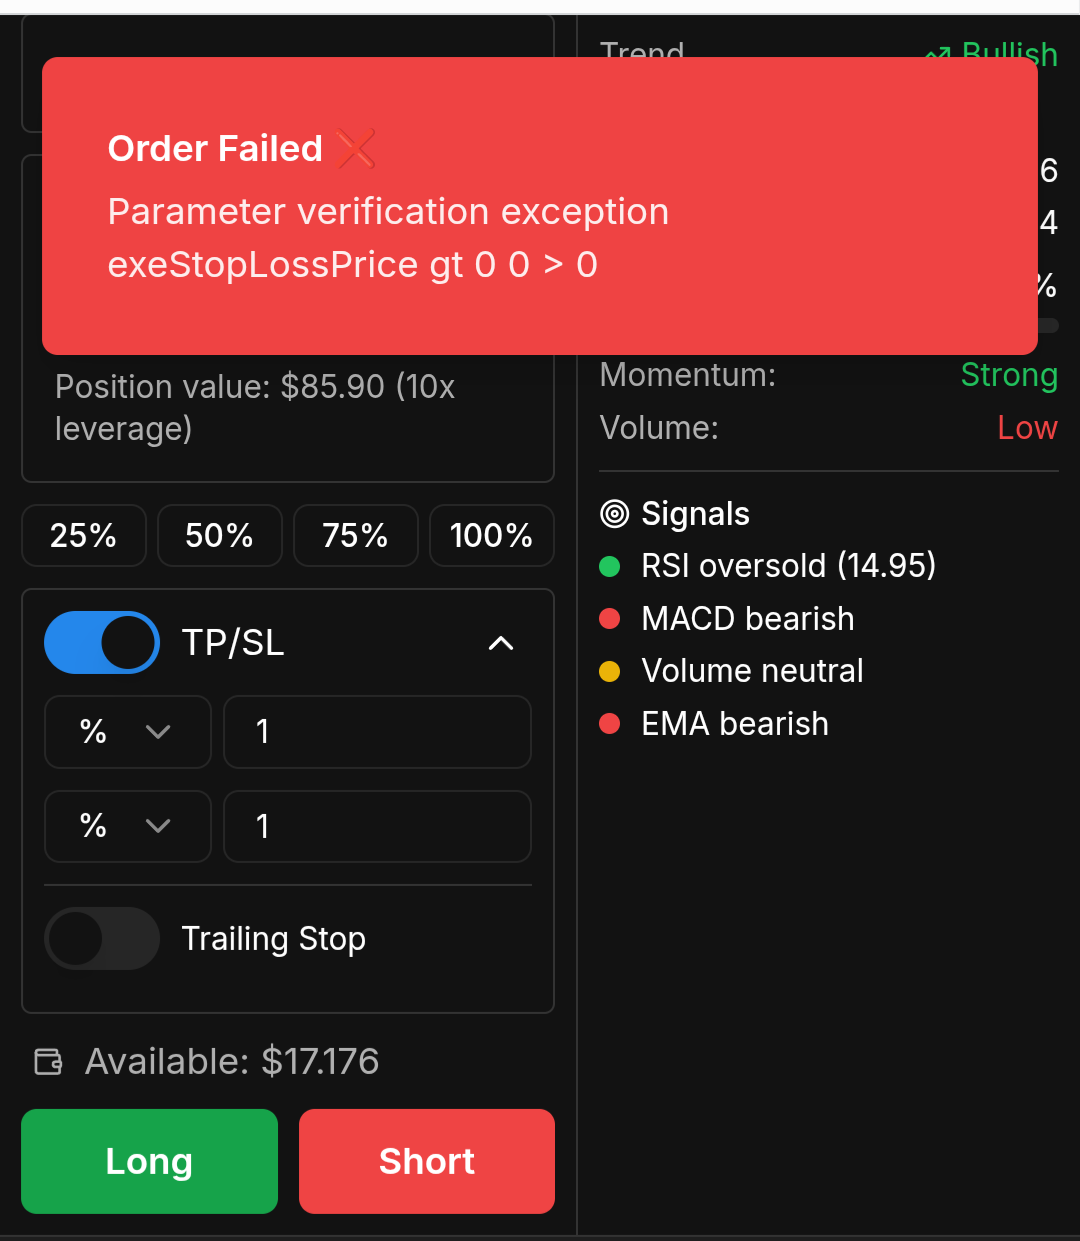 Trend
Bullish
Order Failed ❌
Parameter verification exception
exeStopLossPrice gt 0 0 > 0
6
4
%
Position value: $85.90 (10x
leverage)
25%
50%
75%
100%
TP/SL
% 1
% 1
Trailing Stop
Available: $17.176
Long
Short
Momentum: Strong
Volume: Low
Signals
RSI oversold (14.95)
MACD bearish
Volume neutral
EMA bearish